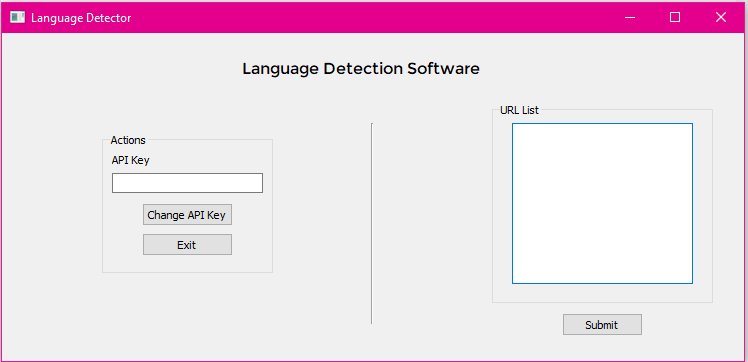 Language Detector
Language Detection Software
Actions
API Key
Change API Key
Exit
URL List
Submit